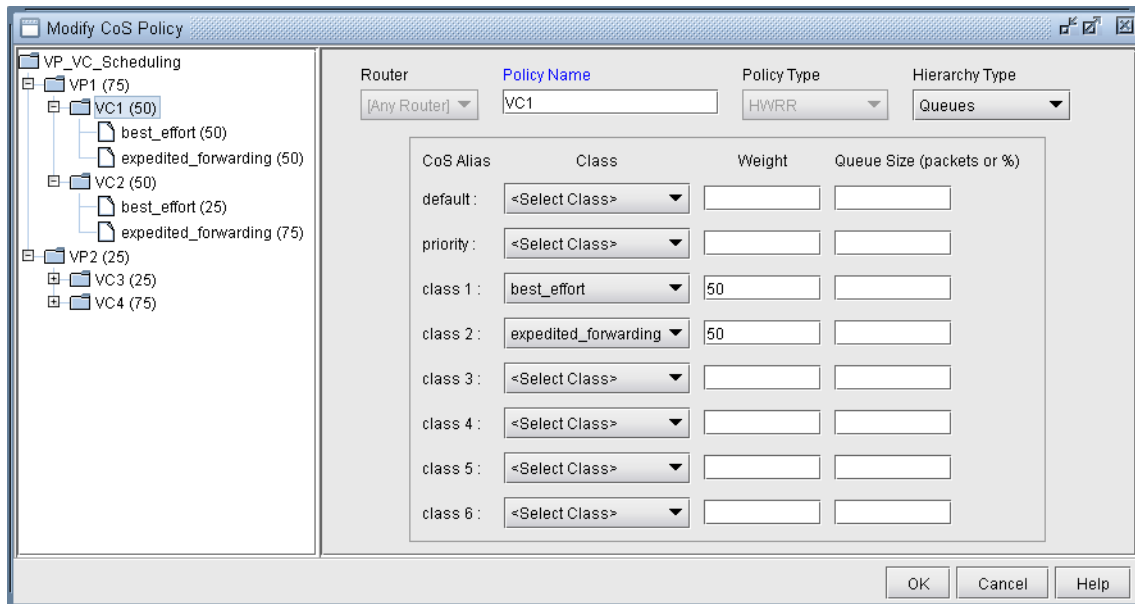 Modify CoS Policy
VP_VC_Scheduling
VP1 (75)
VC1 (50)
best_effort (50)
expedited_forwarding (50)
VC2 (50)
best_effort (25)
expedited_forwarding (75)
VP2 (25)
VC3 (25)
VC4 (75)
Router Policy Name Policy Type Hierarchy Type
[Any Router] VC1 HWRR Queues
CoS Alias Class Weight Queue Size (packets or %)
default : <Select Class>
priority : <Select Class>
class 1 : best_effort 50
class 2 : expedited_forwarding 50
class 3 : <Select Class>
class 4 : <Select Class>
class 5 : <Select Class>
class 6 : <Select Class>
OK Cancel Help